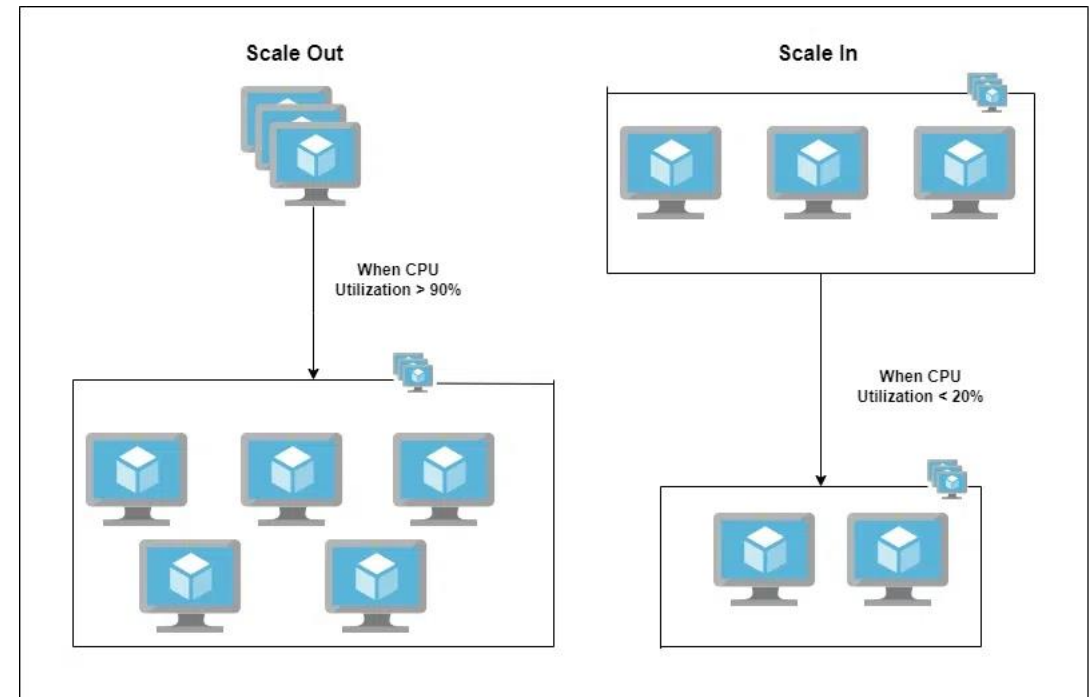 Scale Out
When CPU
Utilization > 90%
Scale In
When CPU
Utilization < 20%